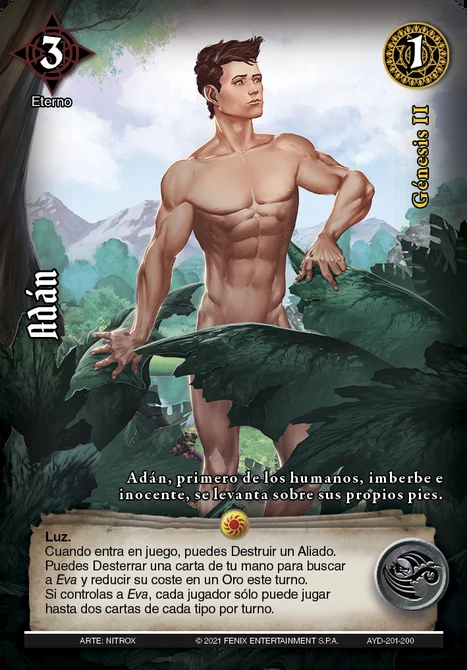 3
1
Eterno
Génesis II
Adán
Adán, primero de los humanos, imberbe e
inocente, se levanta sobre sus propios pies.
Luz.
Cuando entra en juego, puedes Destruir un Aliado.
Puedes Desterrar una carta de tu mano para buscar
a Eva y reducir su coste en un Oro este turno.
Si controlas a Eva, cada jugador sólo puede jugar
hasta dos cartas de cada tipo por turno.
ARTE: NITROX © 2021 FENIX ENTERTAINMENT S.P.A. AYD-201-200